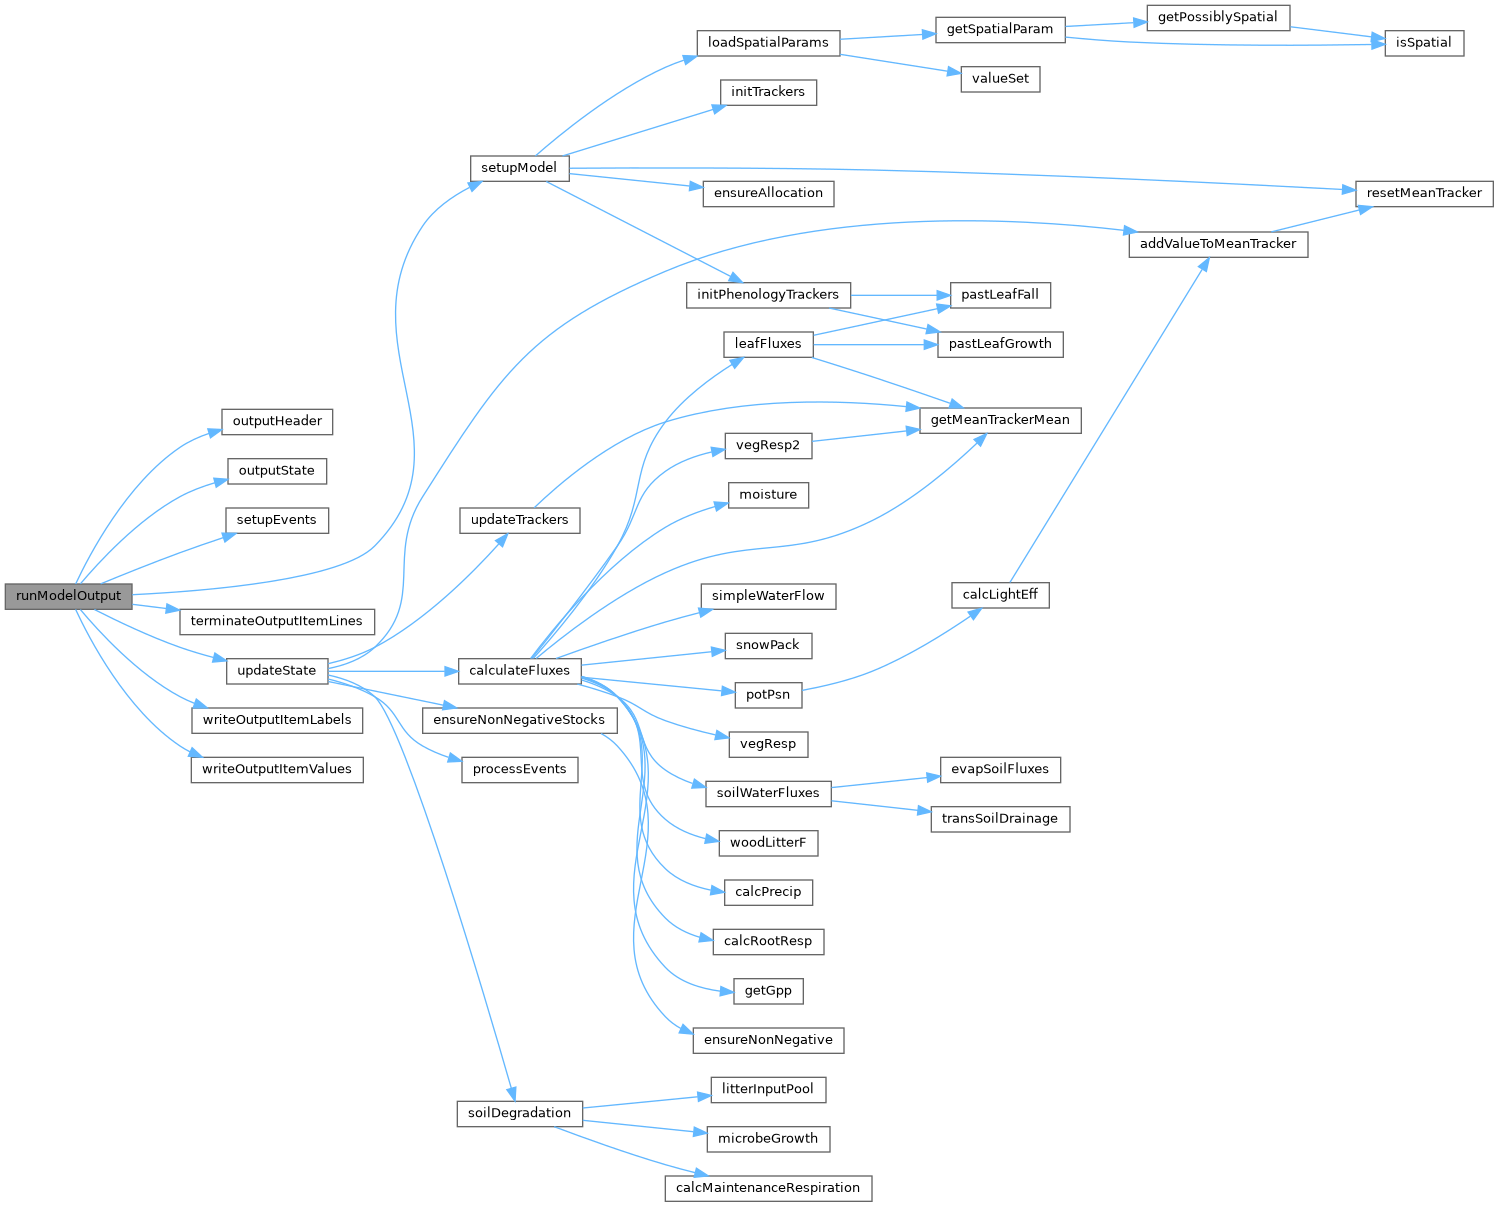 runModelOutput
outputHeader
outputState
setupEvents
setupModel
terminateOutputItemLines
updateState
writeOutputItemLabels
writeOutputItemValues
loadSpatialParams
getSpatialParam
getPossiblySpatial
isSpatial
valueSet
initTrackers
ensureAllocation
resetMeanTracker
addValueToMeanTracker
initPhenologyTrackers
pastLeafFall
pastLeafGrowth
leafFluxes
getMeanTrackerMean
vegResp2
moisture
updateTrackers
simpleWaterFlow
calcLightEff
snowPack
calculateFluxes
potPsn
ensureNonNegativeStocks
vegResp
processEvents
soilWaterFluxes
evapSoilFluxes
transSoilDrainage
woodLitterF
calcPrecip
calcRootResp
getGpp
ensureNonNegative
soilDegradation
litterInputPool
microbeGrowth
calcMaintenanceRespiration